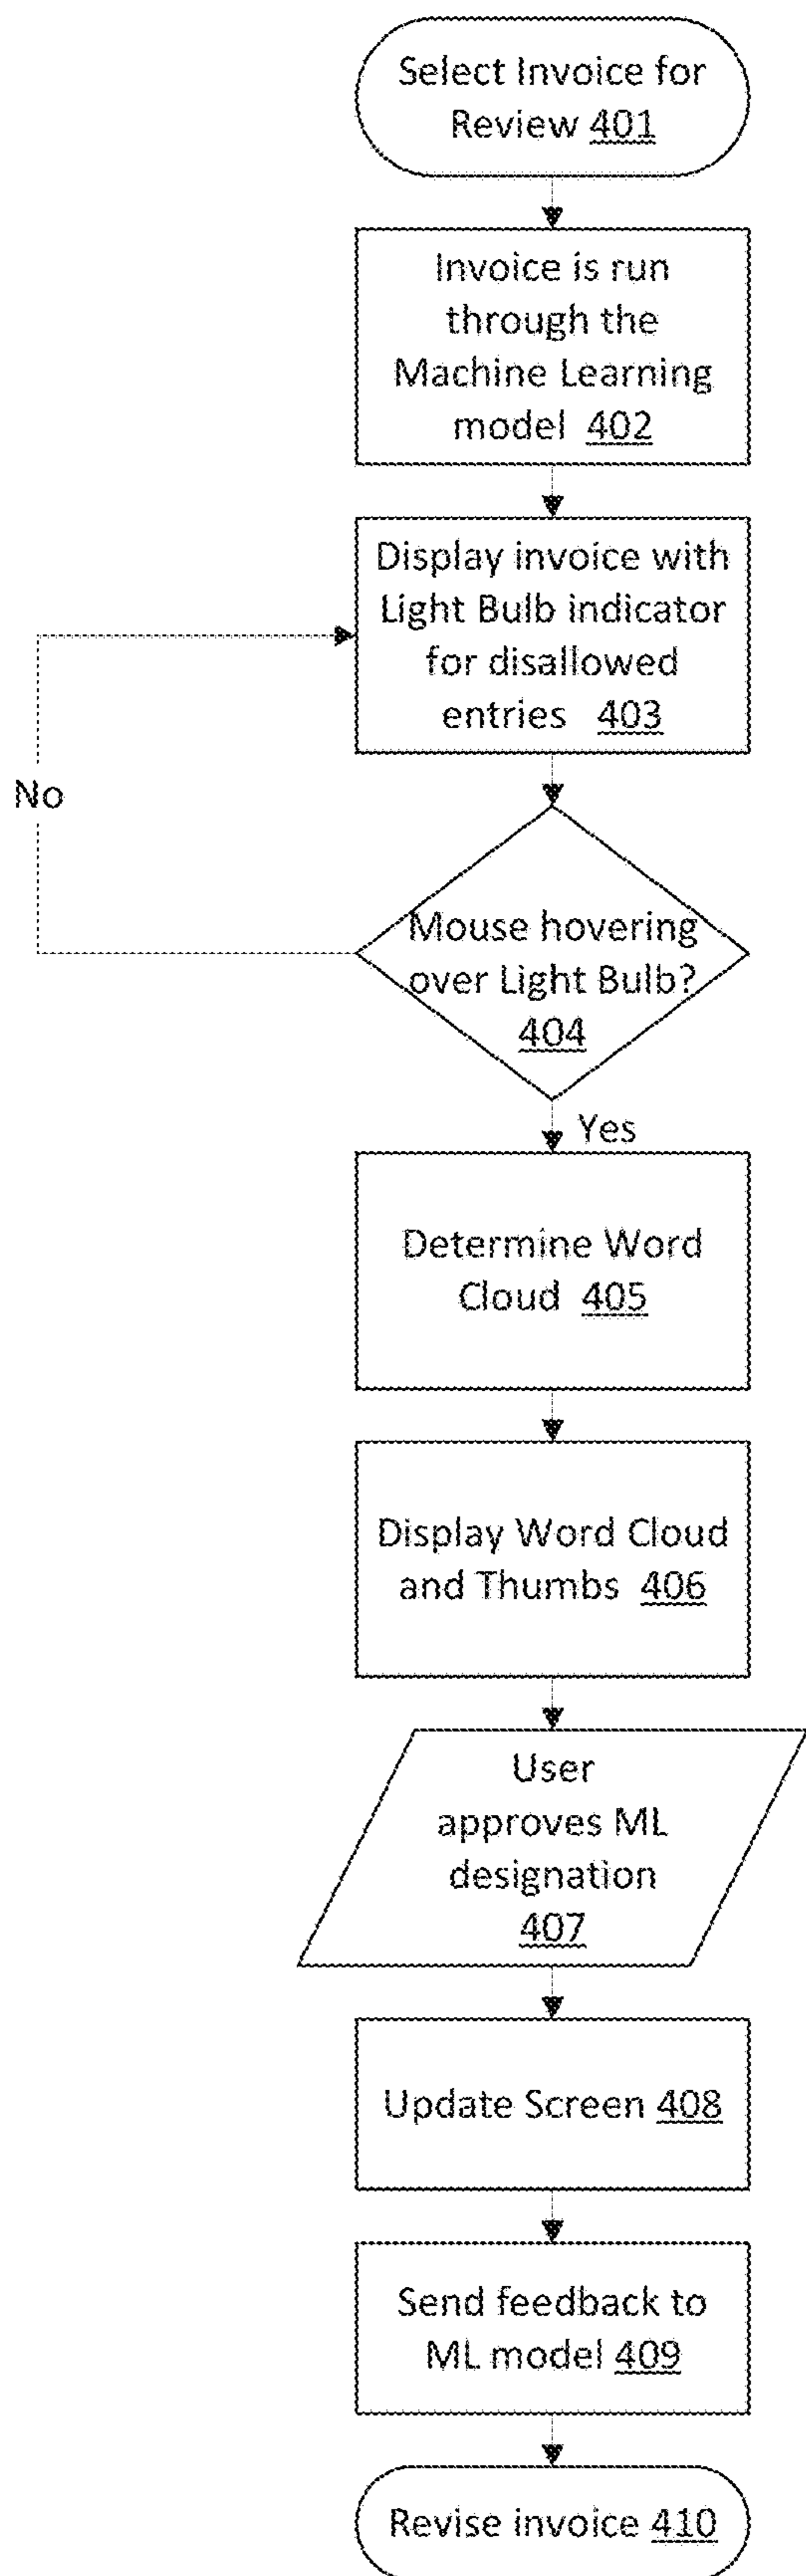 Select Invoice for
Review 401
Invoice is run
through the
Machine Learning
model 402
Display invoice with
Light Bulb indicator
for disallowed
entries 403
No
Mouse hovering
over Light Bulb?
404
Yes
Determine Word
Cloud 405
Display Word Cloud
and Thumbs 406
User
approves ML
designation
407
Update Screen 408
Send feedback to
ML model 409
Revise invoice 410